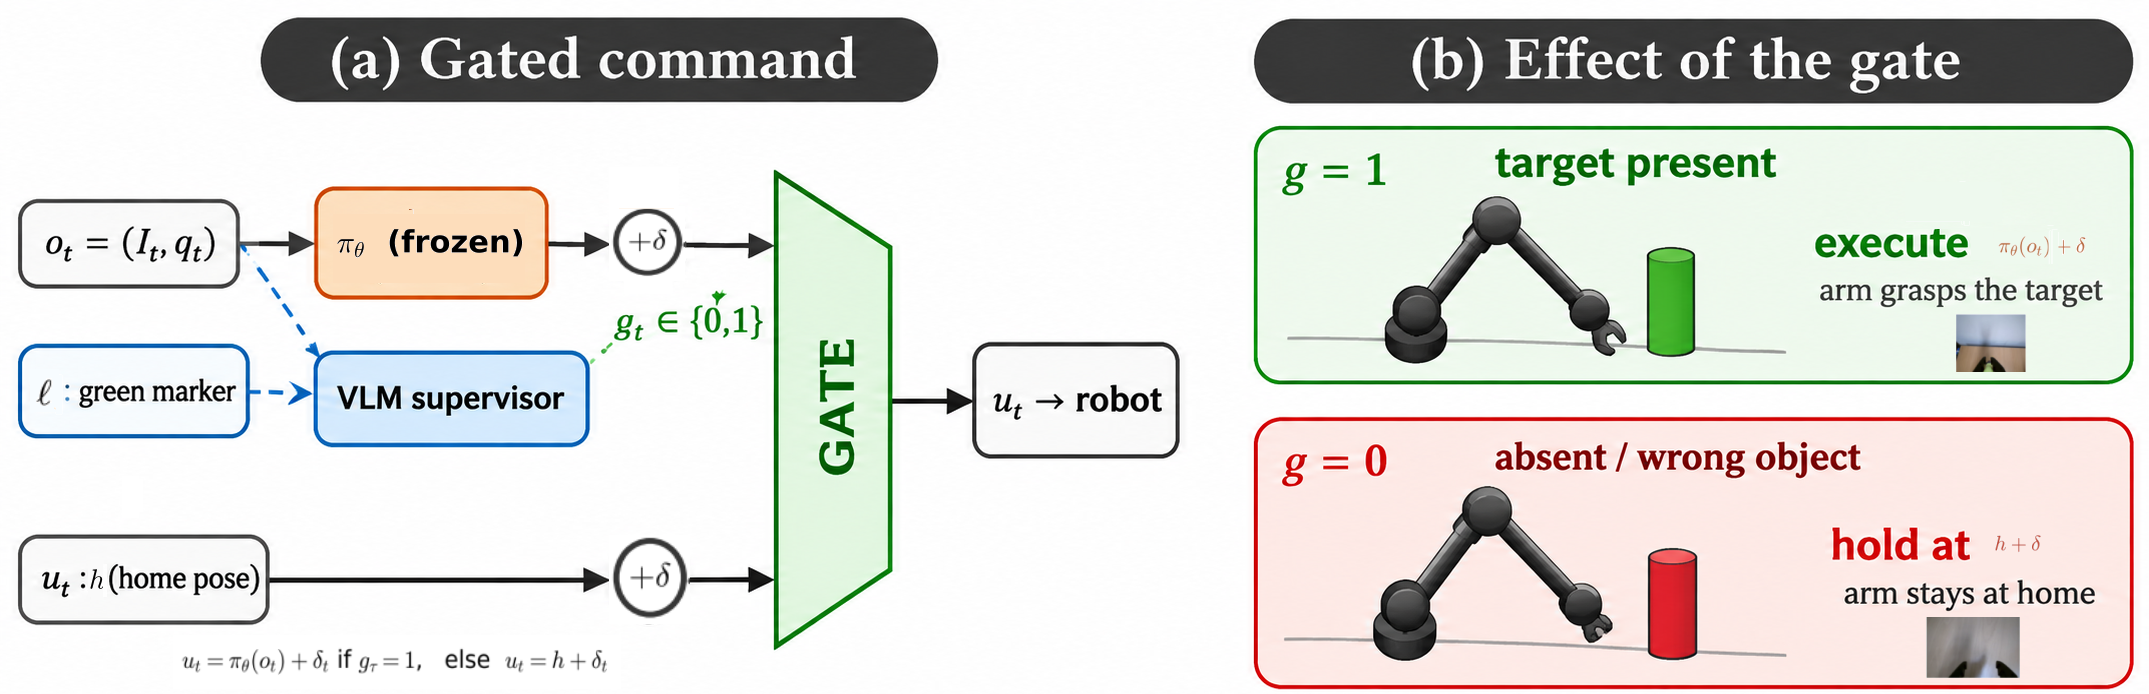 (a) Gated command
o_t = (I_t, q_t)
π_θ (frozen)
+δ
g_t ∈ {0,1}
ℓ : green marker
VLM supervisor
GATE
u_t → robot
u_t : h (home pose)
+δ
u_t = π_θ(o_t) + δ_t if g_τ = 1, else u_t = h + δ_t
(b) Effect of the gate
g = 1
target present
execute π_θ(o_t) + δ
arm grasps the target
g = 0
absent / wrong object
hold at h + δ
arm stays at home